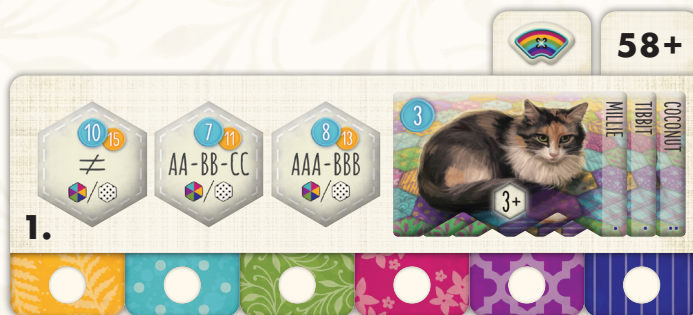 58+
10 15
≠
/
7 11
AA-BB-CC
/
8 13
AAA-BBB
/
3
3+
MILLIE
TIBBIT
COCONUT
1.